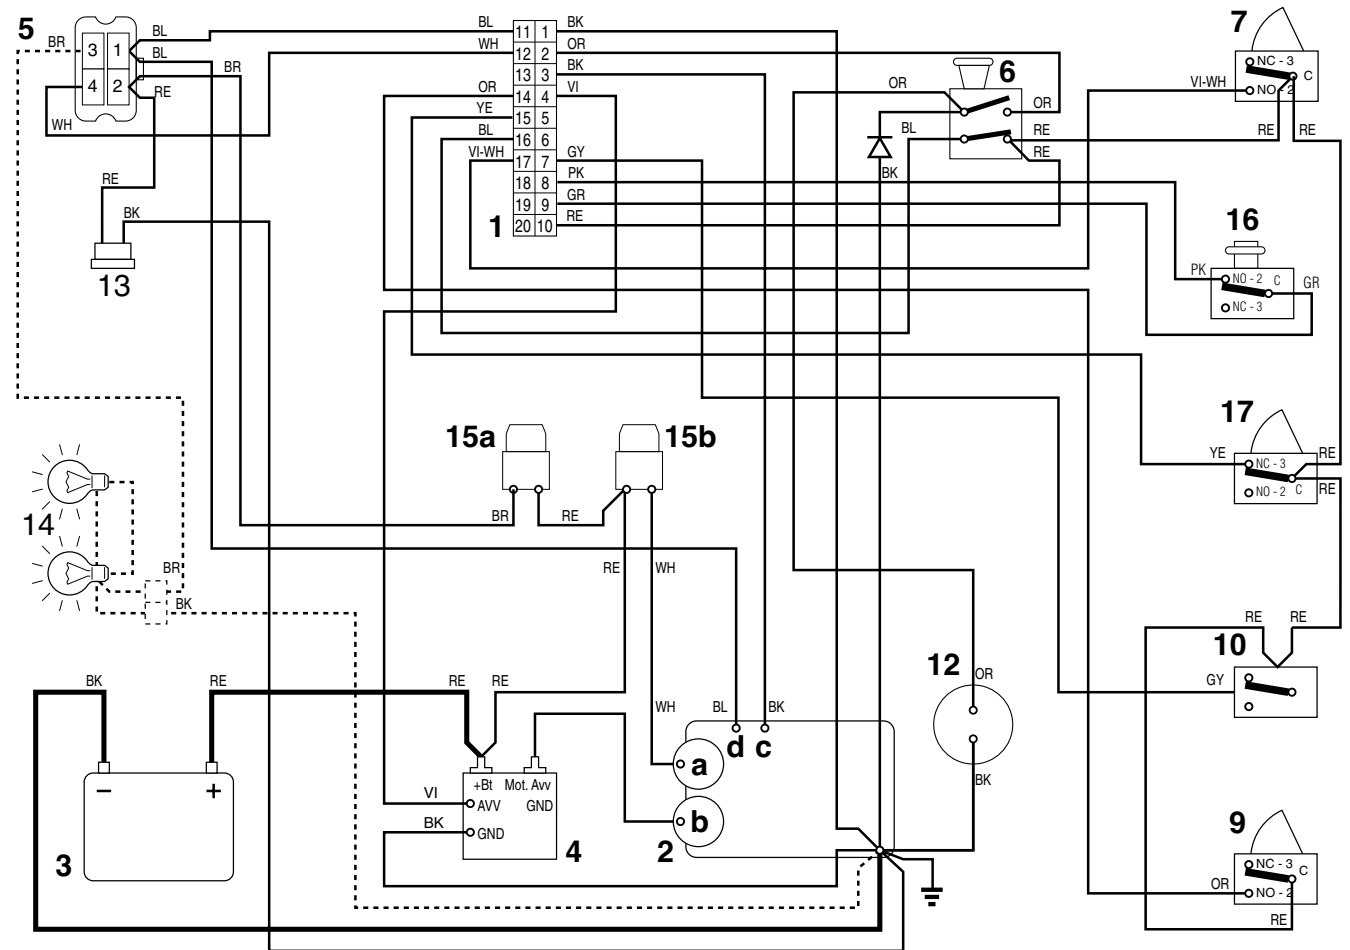 5
BR
3
1
4
2
BL
BL
BR
RE
WH
RE
BK
13
BL
WH
OR
YE
BL
VI-WH
11 1
12 2
13 3
14 4
15 5
16 6
17 7
18 8
19 9
20 10
1
BK
OR
BK
VI
GY
PK
GR
RE
OR
6
OR
BL
RE
RE
BK
7
NC - 3
C
NO - 2
VI-WH
RE
RE
16
PK
NO - 2
C
GR
NC - 3
17
YE
NC - 3
RE
NO - 2
C
RE
15a
15b
BR
RE
RE
WH
14
BR
BK
BK
RE
RE
RE
WH
BL
BK
d
c
a
b
2
3
−
+
VI
BK
+Bt
Mot. Avv
AVV
GND
GND
4
12
OR
BK
RE
RE
10
GY
9
NC - 3
C
OR
NO - 2
RE